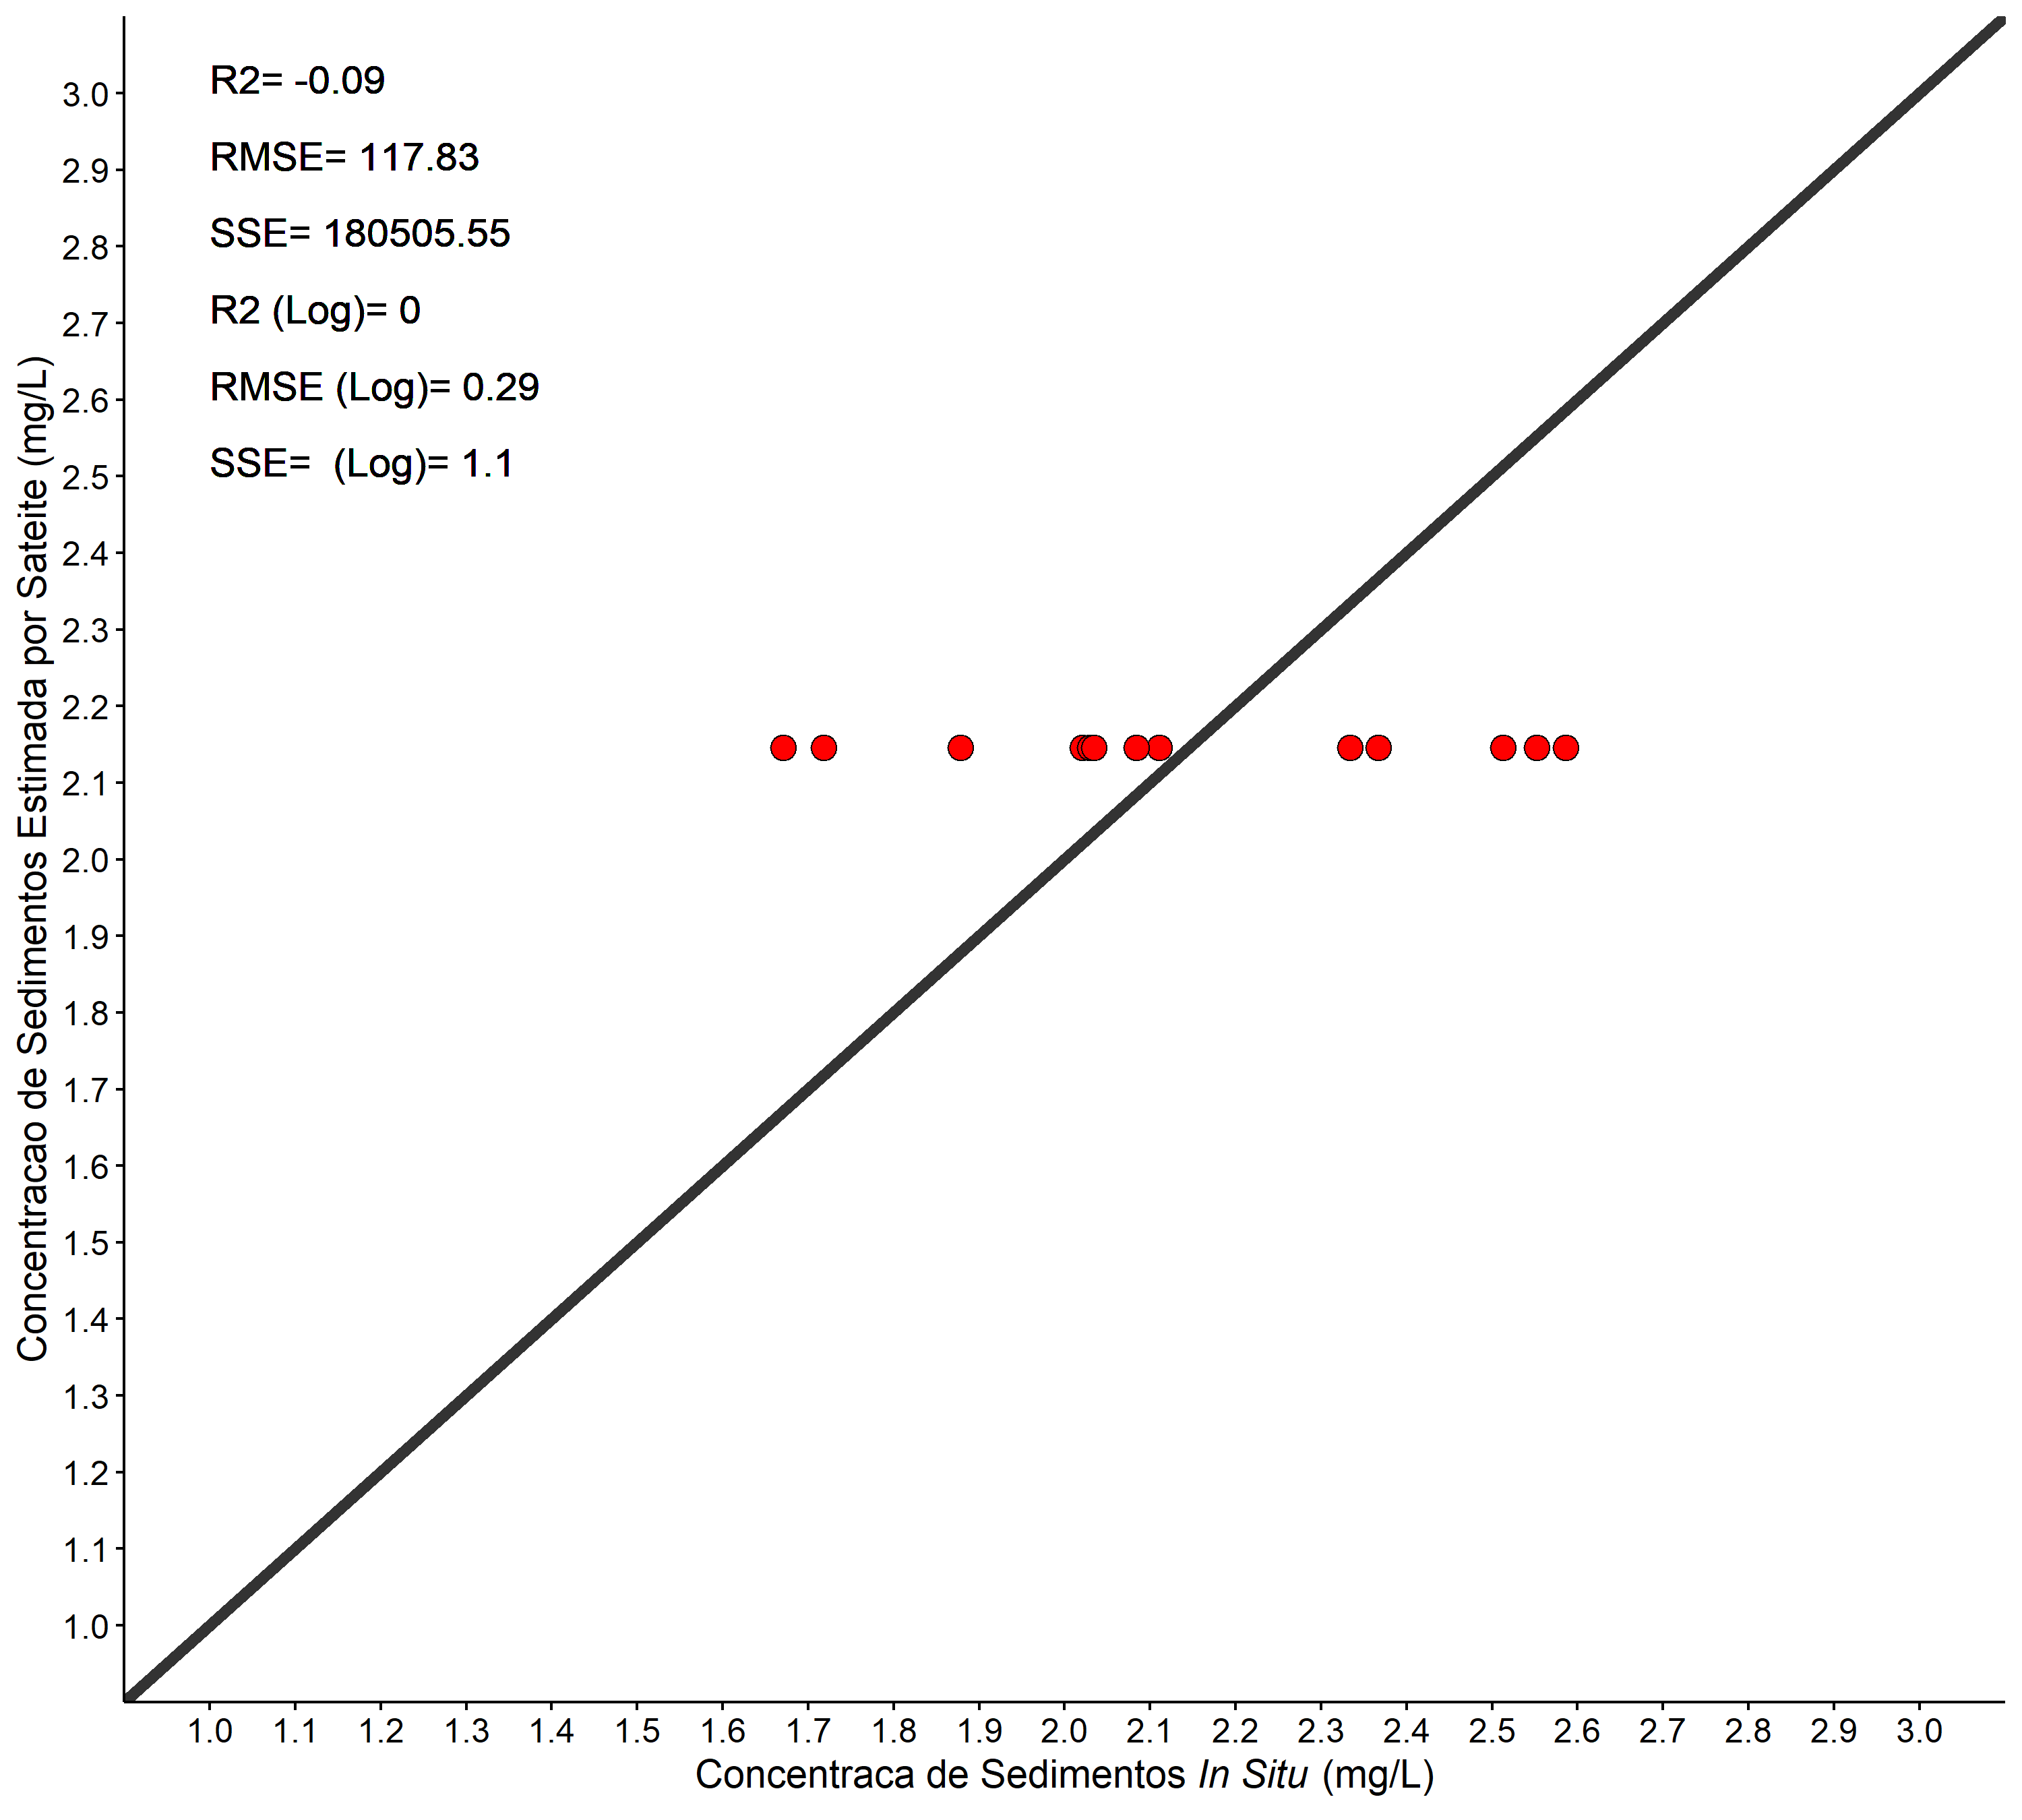 R2= -0.09
RMSE= 117.83
SSE= 180505.55
R2 (Log)= 0
RMSE (Log)= 0.29
SSE=  (Log)= 1.1
Concentracao de Sedimentos Estimada por Sateite (mg/L)
3.0
2.9
2.8
2.7
2.6
2.5
2.4
2.3
2.2
2.1
2.0
1.9
1.8
1.7
1.6
1.5
1.4
1.3
1.2
1.1
1.0
1.0 1.1 1.2 1.3 1.4 1.5 1.6 1.7 1.8 1.9 2.0 2.1 2.2 2.3 2.4 2.5 2.6 2.7 2.8 2.9 3.0
Concentraca de Sedimentos In Situ (mg/L)